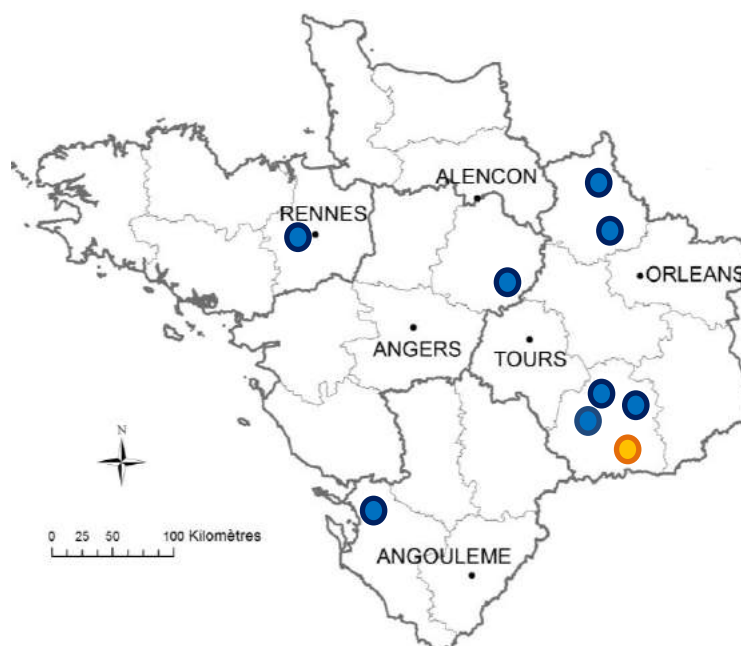 ALENCON
RENNES
ORLEANS
ANGERS
TOURS
N
0 25 50 100 Kilomètres
ANGOULEME